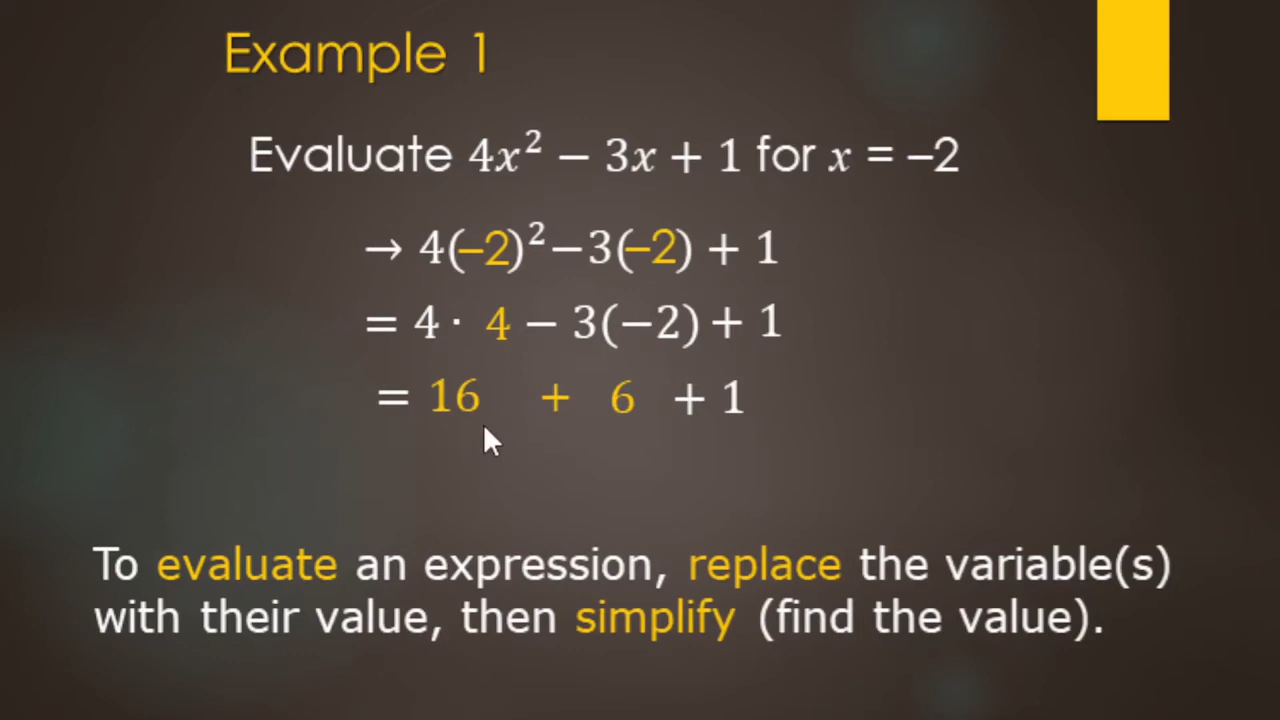 Example 1
Evaluate 4x² − 3x + 1 for x = –2
→ 4(–2)²−3(–2) + 1
= 4 · 4 − 3(−2) + 1
= 16 + 6 + 1
To evaluate an expression, replace the variable(s)
with their value, then simplify (find the value).